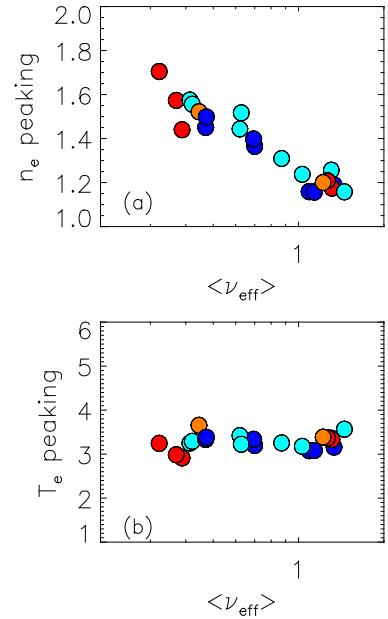 2.0
1.8
1.6
1.4
1.2
1.0
n_e peaking
(a)
1
<ν_eff>
6
5
4
3
2
1
T_e peaking
(b)
1
<ν_eff>